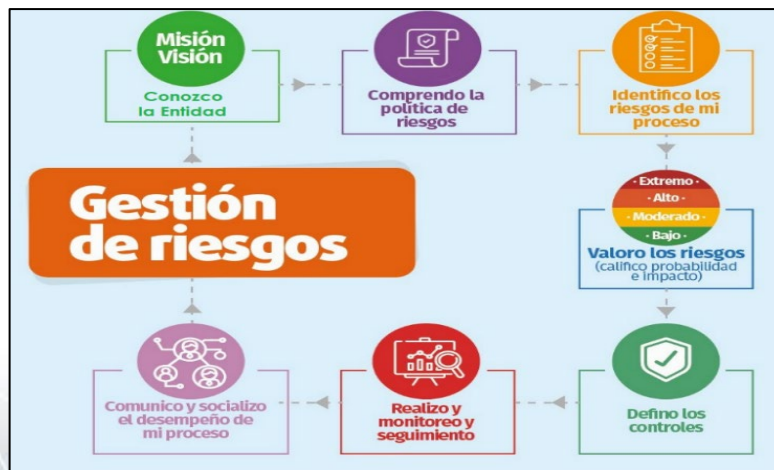 Misión
Visión
Conozco
la Entidad
Comprendo la
política de
riesgos
Identifico los
riesgos de mi
proceso
Gestión
de riesgos
· Extremo ·
· Alto ·
· Moderado ·
· Bajo ·
Valoro los riesgos
(califico probabilidad
e impacto)
Comunico y socializo
el desempeño de
mi proceso
Realizo y
monitoreo y
seguimiento
Defino los
controles